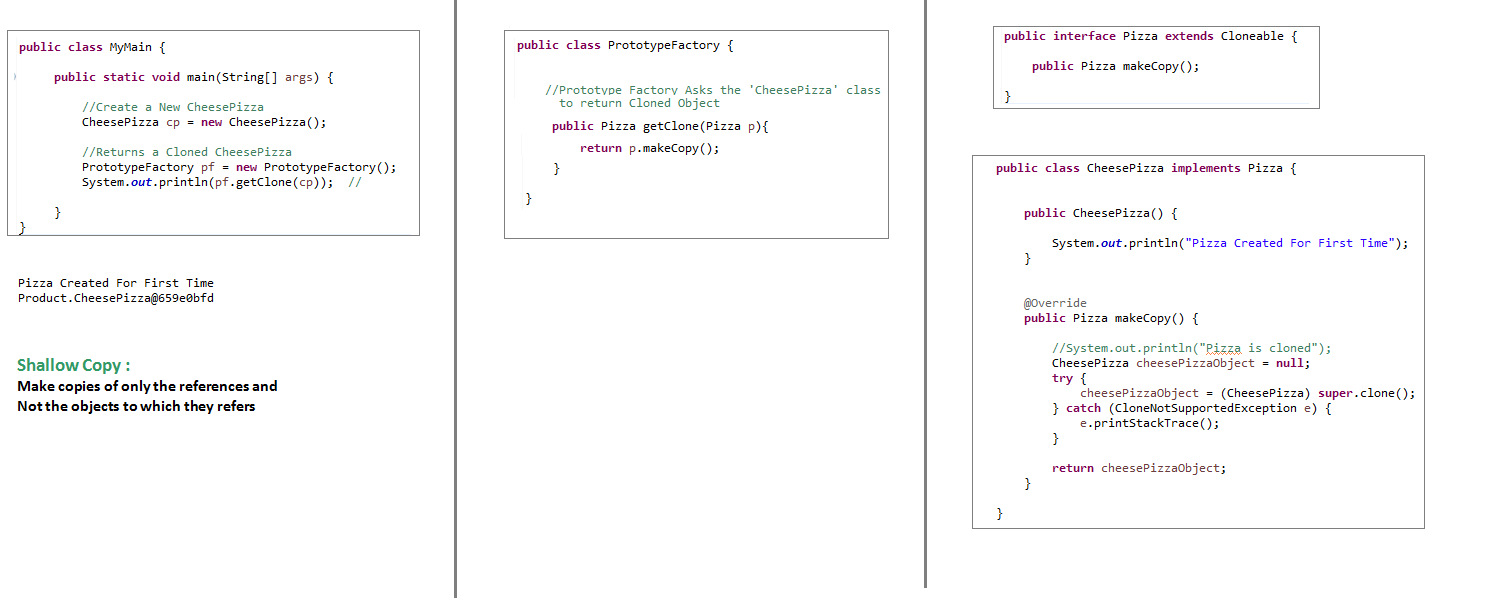 public class MyMain {
public static void main(String[] args) {
//Create a New CheesePizza
CheesePizza cp = new CheesePizza();
//Returns a Cloned CheesePizza
PrototypeFactory pf = new PrototypeFactory();
System.out.println(pf.getClone(cp));  //
}
}
Pizza Created For First Time
Product.CheesePizza@659e0bfd
Shallow Copy :
Make copies of only the references and
Not the objects to which they refers
public class PrototypeFactory {
//Prototype Factory Asks the 'CheesePizza' class
to return Cloned Object
public Pizza getClone(Pizza p){
return p.makeCopy();
}
}
public interface Pizza extends Cloneable {
public Pizza makeCopy();
}
public class CheesePizza implements Pizza {
public CheesePizza() {
System.out.println("Pizza Created For First Time");
}
@Override
public Pizza makeCopy() {
//System.out.println("Pizza is cloned");
CheesePizza cheesePizzaObject = null;
try {
cheesePizzaObject = (CheesePizza) super.clone();
} catch (CloneNotSupportedException e) {
e.printStackTrace();
}
return cheesePizzaObject;
}
}